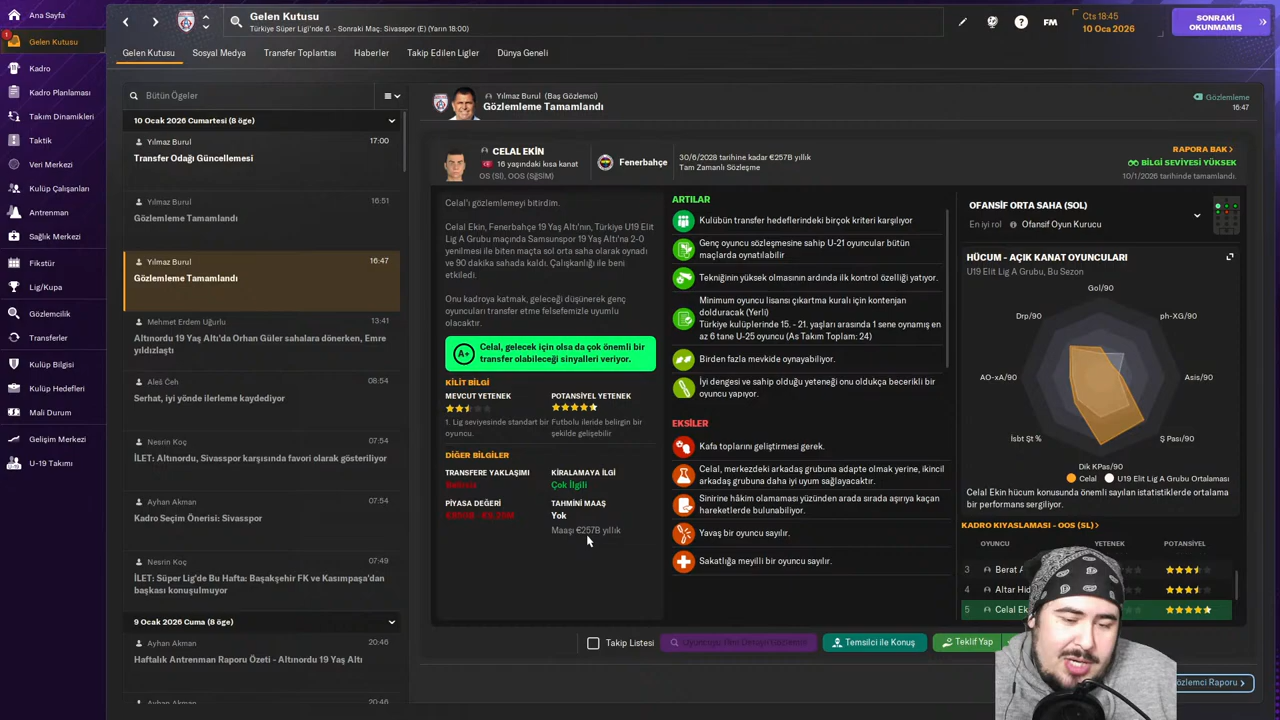 Ana Sayfa
Gelen Kutusu
Kadro
Kadro Planlaması
Takım Dinamikleri
Taktik
Veri Merkezi
Kulüp Çalışanları
Antrenman
Sağlık Merkezi
Fikstür
Lig/Kupa
Gözlemcilik
Transferler
Kulüp Bilgisi
Kulüp Hedefleri
Mali Durum
Gelişim Merkezi
U-19 Takımı
Gelen Kutusu
Türkiye Süper Ligi'nde 6. - Sonraki Maç: Sivasspor (E) (Yarın 18:00)
FM
Cts 18:45
10 Oca 2026
SONRAKİ
OKUNMAMIŞ
Gelen Kutusu
Sosyal Medya
Transfer Toplantısı
Haberler
Takip Edilen Ligler
Dünya Geneli
Bütün Ögeler
10 Ocak 2026 Cumartesi (8 öge)
Yılmaz Burul 17:00
Transfer Odağı Güncellemesi
Yılmaz Burul 16:51
Gözlemleme Tamamlandı
Yılmaz Burul 16:47
Gözlemleme Tamamlandı
Mehmet Erdem Uğurlu 13:41
Altınordu 19 Yaş Altı'da Orhan Güler sahalara dönerken, Emre
yıldızlaştı
Aleš Čeh 08:54
Serhat, iyi yönde ilerleme kaydediyor
Nesrin Koç 07:54
İLET: Altınordu, Sivasspor karşısında favori olarak gösteriliyor
Ayhan Akman 07:54
Kadro Seçim Önerisi: Sivasspor
Nesrin Koç 07:49
İLET: Süper Lig'de Bu Hafta: Başakşehir FK ve Kasımpaşa'dan
başkası konuşulmuyor
9 Ocak 2026 Cuma (8 öge)
Ayhan Akman 20:46
Haftalık Antrenman Raporu Özeti - Altınordu 19 Yaş Altı
Ayhan Akman 20:46
Yılmaz Burul (Baş Gözlemci)
Gözlemleme Tamamlandı
Gözlemleme
16:47
CELAL EKİN
16 yaşındaki kısa kanat
OS (Sl), OOS (SğSlM)
Fenerbahçe
30/6/2028 tarihine kadar €257B yıllık
Tam Zamanlı Sözleşme
RAPORA BAK
BİLGİ SEVİYESİ YÜKSEK
10/1/2026 tarihinde tamamlandı.
Celal'i gözlemlemeyi bitirdim.
Celal Ekin, Fenerbahçe 19 Yaş Altı'nın, Türkiye U19 Elit
Lig A Grubu maçında Samsunspor 19 Yaş Altı'na 2-0
yenilmesi ile biten maçta sol orta saha olarak oynadı
ve 90 dakika sahada kaldı. Çalışkanlığı ile beni
etkiledi.
Onu kadroya katmak, geleceği düşünerek genç
oyuncuları transfer etme felsefemizle uyumlu
olacaktır.
A+
Celal, gelecek için olsa da çok önemli bir
transfer olabileceği sinyalleri veriyor.
KİLİT BİLGİ
MEVCUT YETENEK
POTANSİYEL YETENEK
1. Lig seviyesinde standart bir
oyuncu.
Futbolu ileride belirgin bir
şekilde gelişebilir
DİĞER BİLGİLER
TRANSFERE YAKLAŞIMI
KİRALAMAYA İLGİ
Belirsiz
Çok İlgili
PİYASA DEĞERİ
TAHMİNİ MAAŞ
Yok
Maaşı €257B yıllık
ARTILAR
Kulübün transfer hedeflerindeki birçok kriteri karşılıyor
Genç oyuncu sözleşmesine sahip U-21 oyuncular bütün
maçlarda oynatılabilir
Tekniğinin yüksek olmasının ardında ilk kontrol özelliği yatıyor.
Minimum oyuncu lisansı çıkartma kuralı için kontenjan
dolduracak (Yerli)
Türkiye kulüplerinde 15. - 21. yaşları arasında 1 sene oynamış en
az 6 tane U-25 oyuncu (As Takım Toplam: 24)
Birden fazla mevkide oynayabiliyor.
İyi dengesi ve sahip olduğu yeteneği onu oldukça becerikli bir
oyuncu yapıyor.
EKSİLER
Kafa toplarını geliştirmesi gerek.
Celal, merkezdeki arkadaş grubuna adapte olmak yerine, ikincil
arkadaş grubuna daha iyi uyum sağlayacaktır.
Sinirine hâkim olamaması yüzünden arada sırada aşırıya kaçan
hareketlerde bulunabiliyor.
Yavaş bir oyuncu sayılır.
Sakatlığa meyilli bir oyuncu sayılır.
OFANSİF ORTA SAHA (SOL)
En iyi rol
Ofansif Oyun Kurucu
HÜCUM - AÇIK KANAT OYUNCULARI
U19 Elit Lig A Grubu, Bu Sezon
Gol/90
Drp/90
ph-XG/90
AO-xA/90
Asis/90
İsbt Şt %
Ş Pası/90
Dik KPas/90
Celal
U19 Elit Lig A Grubu Ortalaması
Celal Ekin hücum konusunda önemli sayılan istatistiklerde ortalama
bir performans sergiliyor.
KADRO KIYASLAMASI - OOS (SL)
OYUNCU
YETENEK
POTANSİYEL
3 Berat
4 Altar
5 Celal
Takip Listesi
Temsilci ile Konuş
Teklif Yap
Gözlemci Raporu